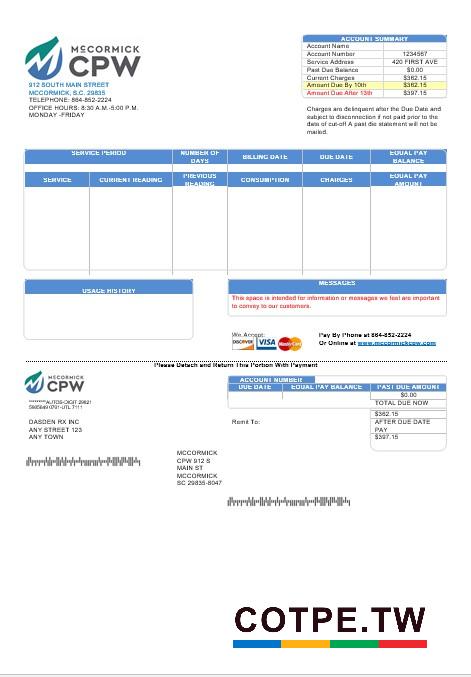 McCORMICK
CPW
912 SOUTH MAIN STREET
MCCORMICK, S.C. 29835
TELEPHONE: 864-852-2224
OFFICE HOURS: 8:30 A.M.-5:00 P.M.
MONDAY -FRIDAY
ACCOUNT SUMMARY
Account Name
Account Number 1234567
Service Address 420 FIRST AVE
Past Due Balance $0.00
Current Charges $362.15
Amount Due By 10th $362.15
Amount Due After 13th $397.15
Charges are delinquent after the Due Date and
subject to disconnection if not paid prior to the
date of cut-off A past die statement will not be
mailed.
SERVICE PERIOD NUMBER OF DAYS BILLING DATE DUE DATE EQUAL PAY BALANCE
SERVICE CURRENT READING PREVIOUS READING CONSUMPTION CHARGES EQUAL PAY AMOUNT
USAGE HISTORY
MESSAGES
This space is intended for information or messages we feel are important
to convey to our customers.
We Accept:
DISCOVER VISA MasterCard
Pay By Phone at 864-852-2224
Or Online at www.mccormickcpw.com
Please Detach and Return This Portion With Payment
McCORMICK
CPW
ACCOUNT NUMBER
DUE DATE EQUAL PAY BALANCE PAST DUE AMOUNT
$0.00
TOTAL DUE NOW
$362.15
AFTER DUE DATE
PAY
$397.15
DASDEN RX INC
ANY STREET 123
ANY TOWN
Remit To:
MCCORMICK
CPW 912 S
MAIN ST
MCCORMICK
SC 29835-8047
COTPE.TW